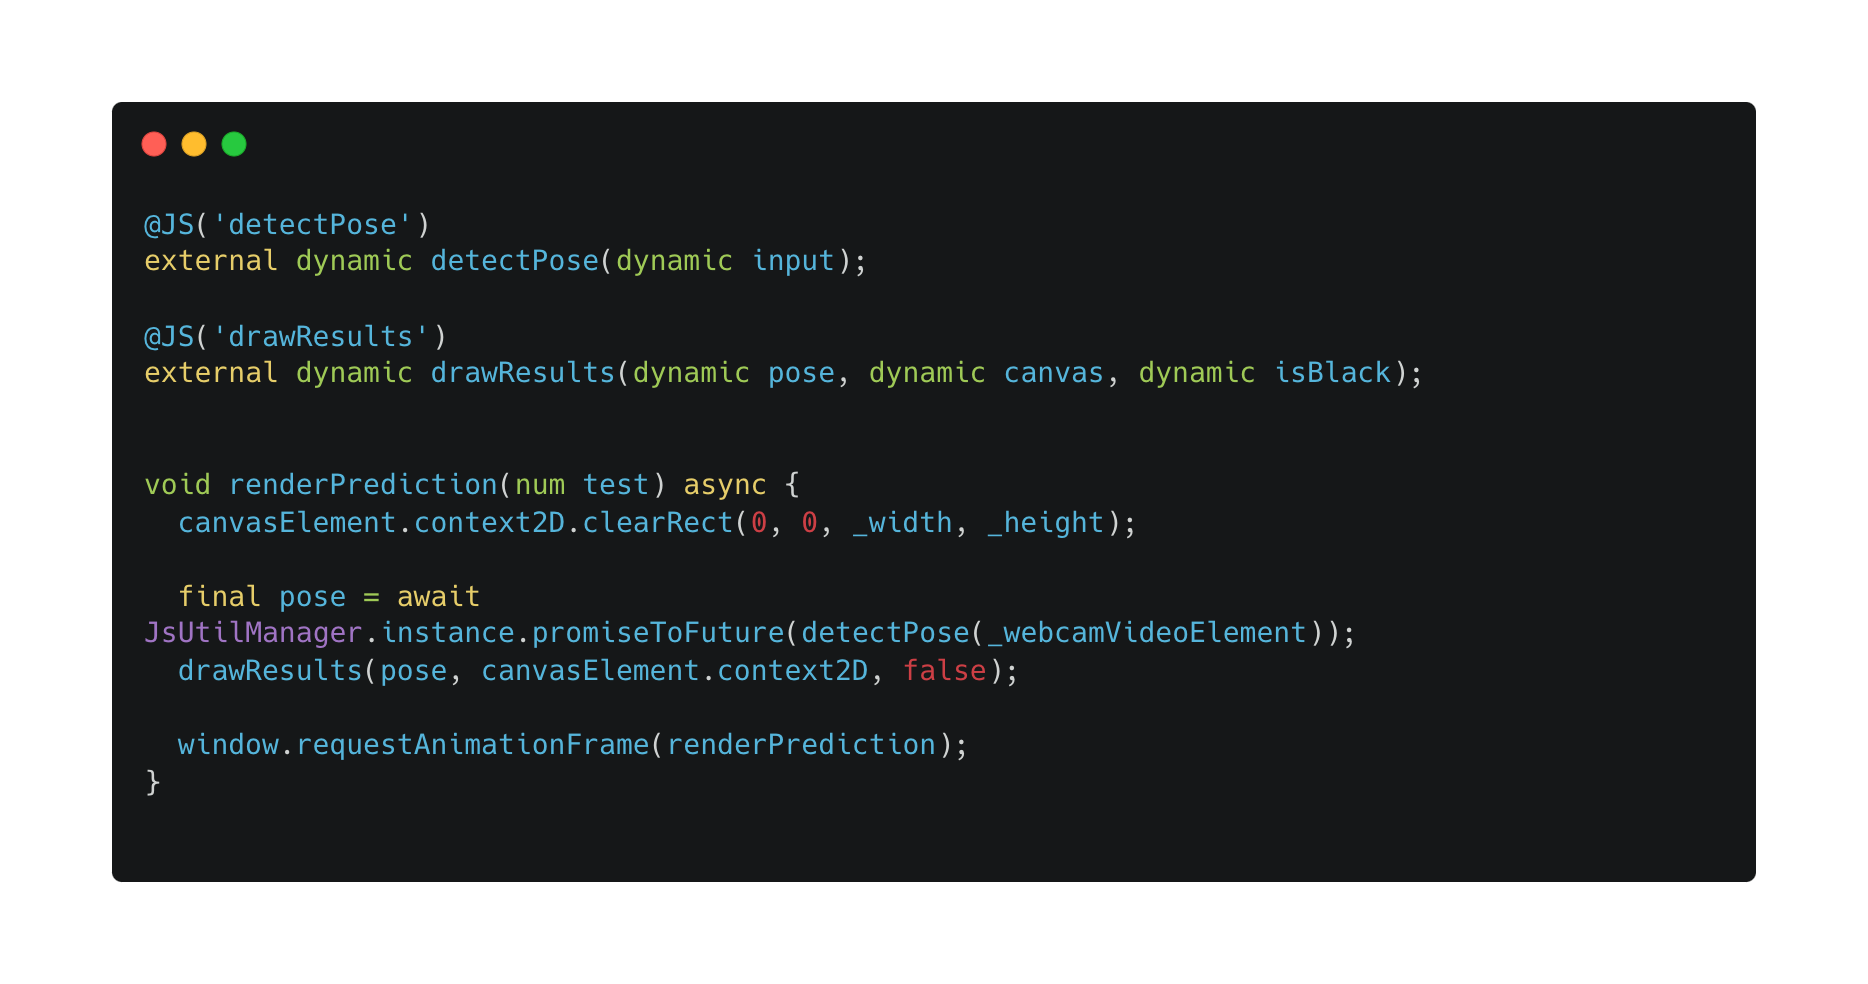 @JS('detectPose')
external dynamic detectPose(dynamic input);
@JS('drawResults')
external dynamic drawResults(dynamic pose, dynamic canvas, dynamic isBlack);
void renderPrediction(num test) async {
  canvasElement.context2D.clearRect(0, 0, _width, _height);
  final pose = await
JsUtilManager.instance.promiseToFuture(detectPose(_webcamVideoElement));
  drawResults(pose, canvasElement.context2D, false);
  window.requestAnimationFrame(renderPrediction);
}